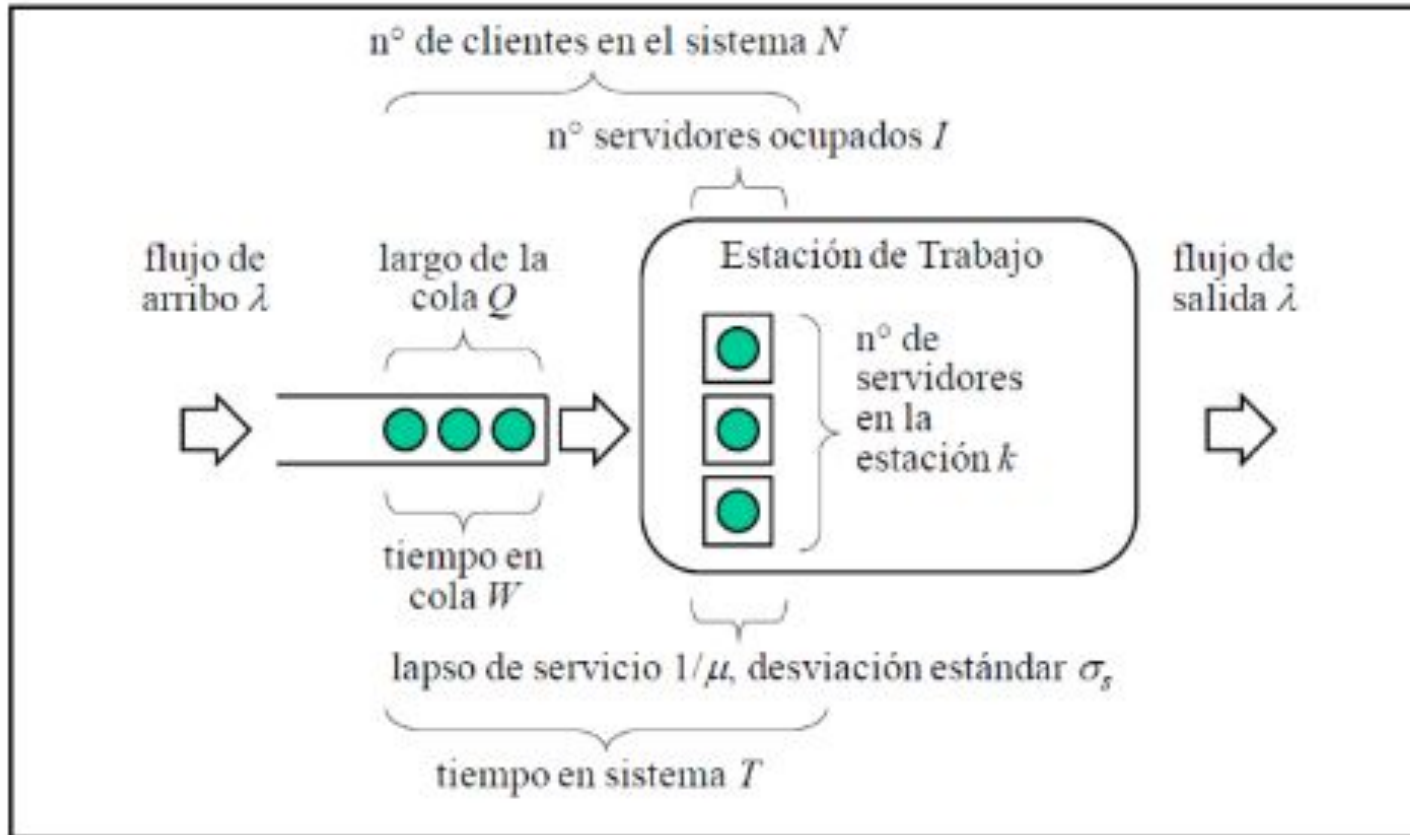 n° de clientes en el sistema N
n° servidores ocupados I
flujo de
arribo λ
largo de la
cola Q
Estación de Trabajo
n° de
servidores
en la
estación k
flujo de
salida λ
tiempo en
cola W
lapso de servicio 1/μ, desviación estándar σs
tiempo en sistema T